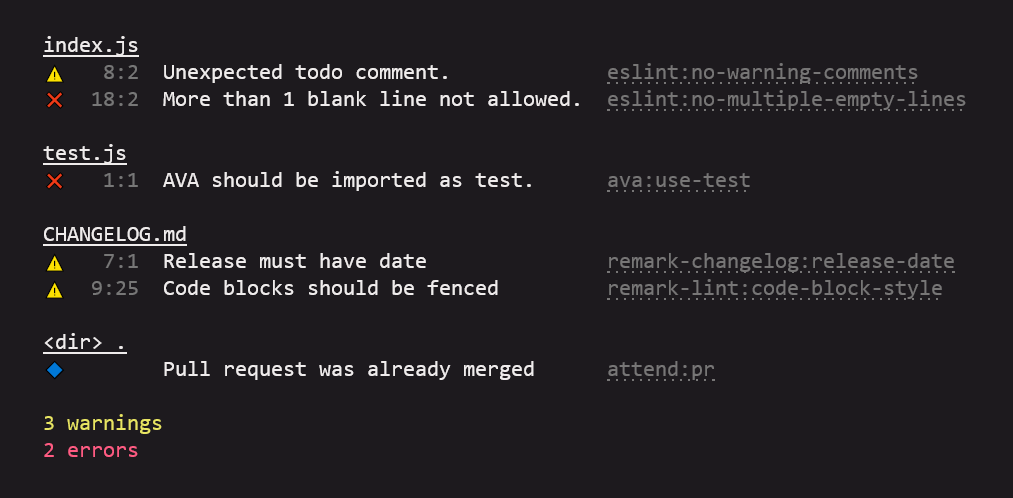 index.js
8:2 Unexpected todo comment. eslint:no-warning-comments
18:2 More than 1 blank line not allowed. eslint:no-multiple-empty-lines
test.js
1:1 AVA should be imported as test. ava:use-test
CHANGELOG.md
7:1 Release must have date remark-changelog:release-date
9:25 Code blocks should be fenced remark-lint:code-block-style
<dir> .
Pull request was already merged attend:pr
3 warnings
2 errors